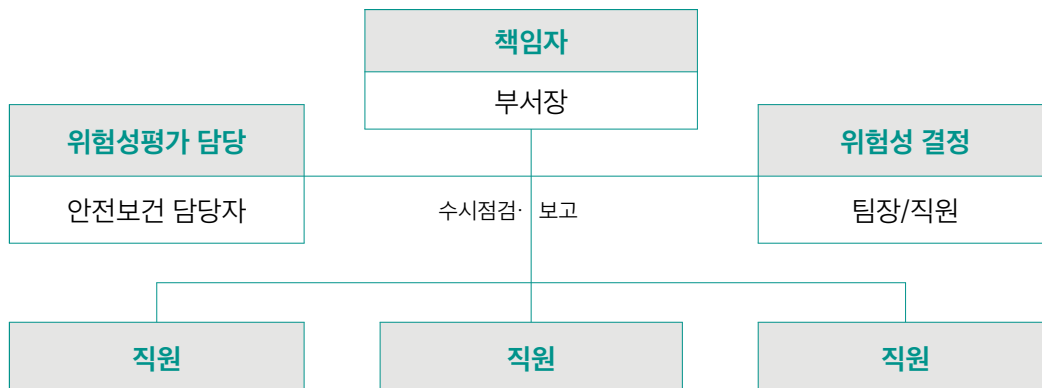 책임자
부서장
위험성평가 담당
안전보건 담당자
위험성 결정
팀장/직원
수시점검· 보고
직원
직원
직원